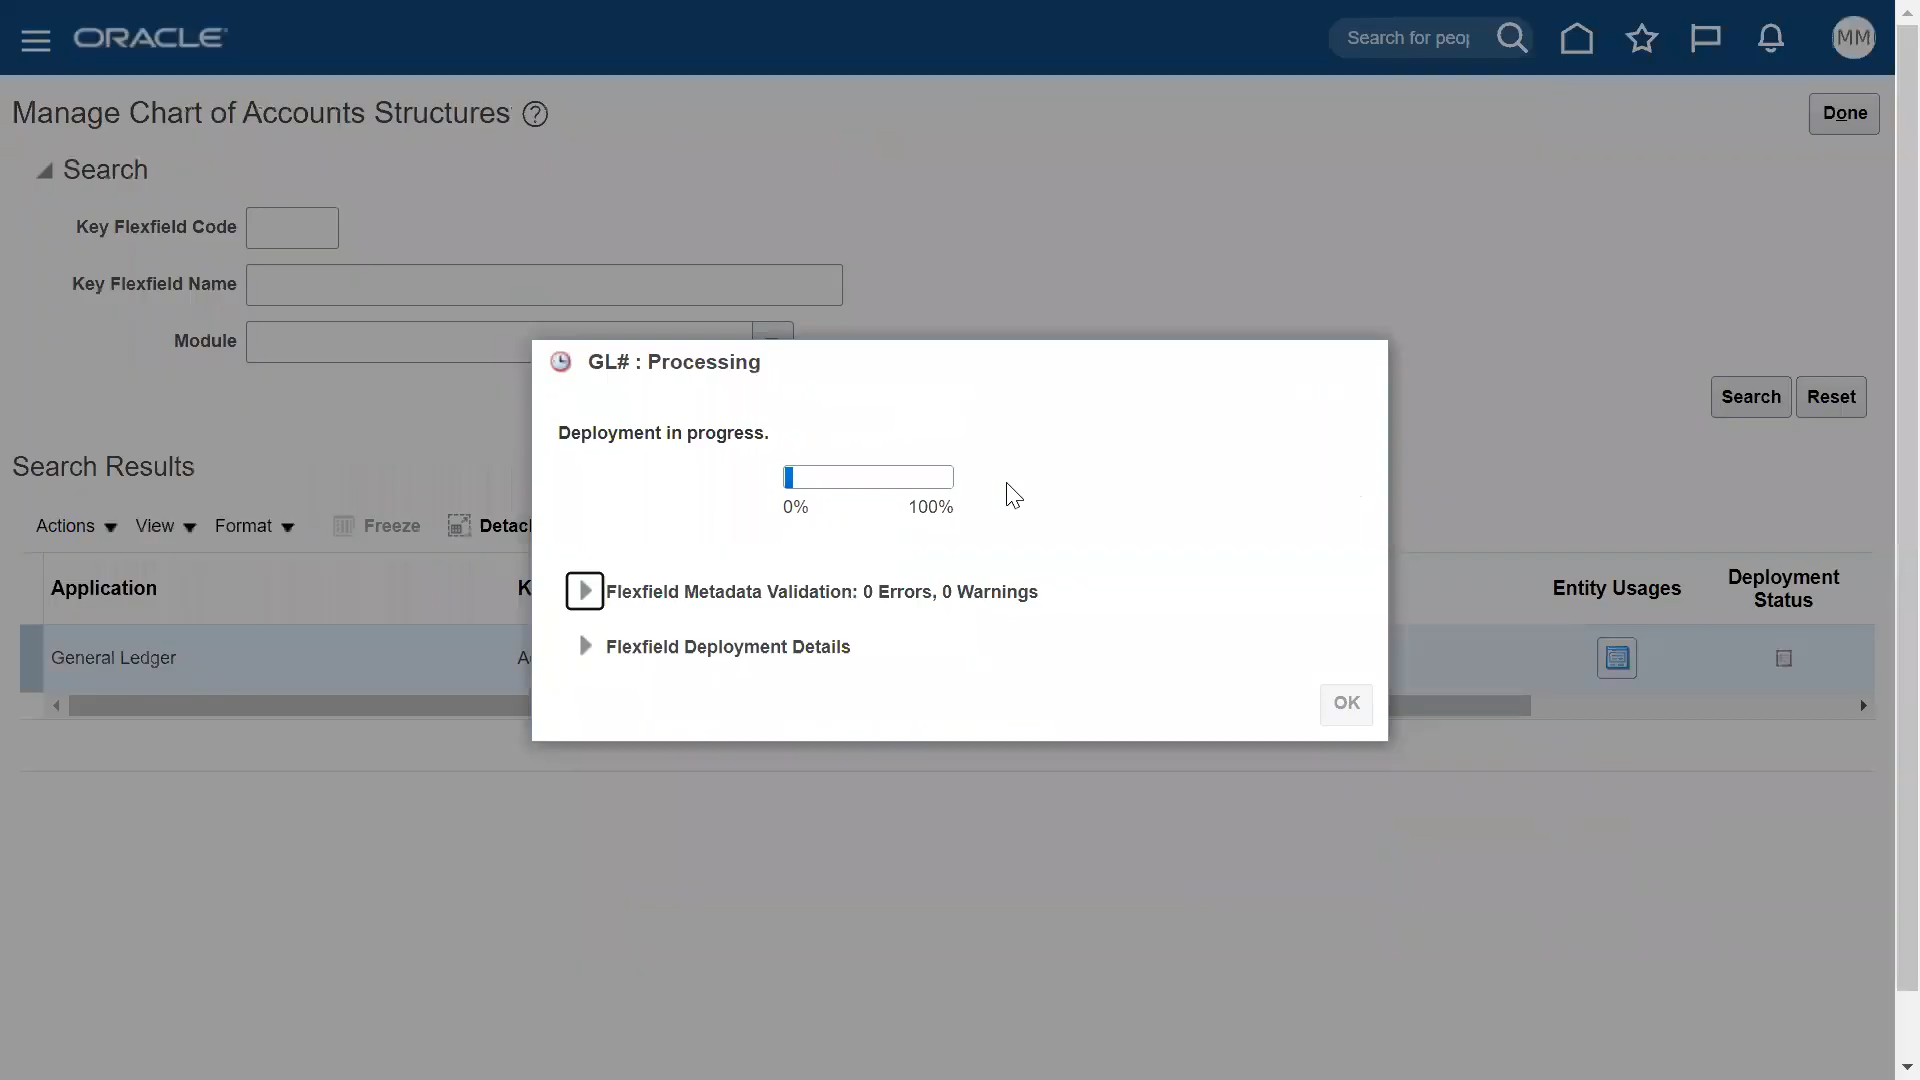 ORACLE
Search for peop
MM
Manage Chart of Accounts Structures ?
Done
Search
Key Flexfield Code
Key Flexfield Name
Module
GL# : Processing
Deployment in progress.
0% 100%
Search Reset
Search Results
Actions View Format Freeze Detach
Flexfield Metadata Validation: 0 Errors, 0 Warnings
Application K Entity Usages Deployment
Status
Flexfield Deployment Details
General Ledger A
OK